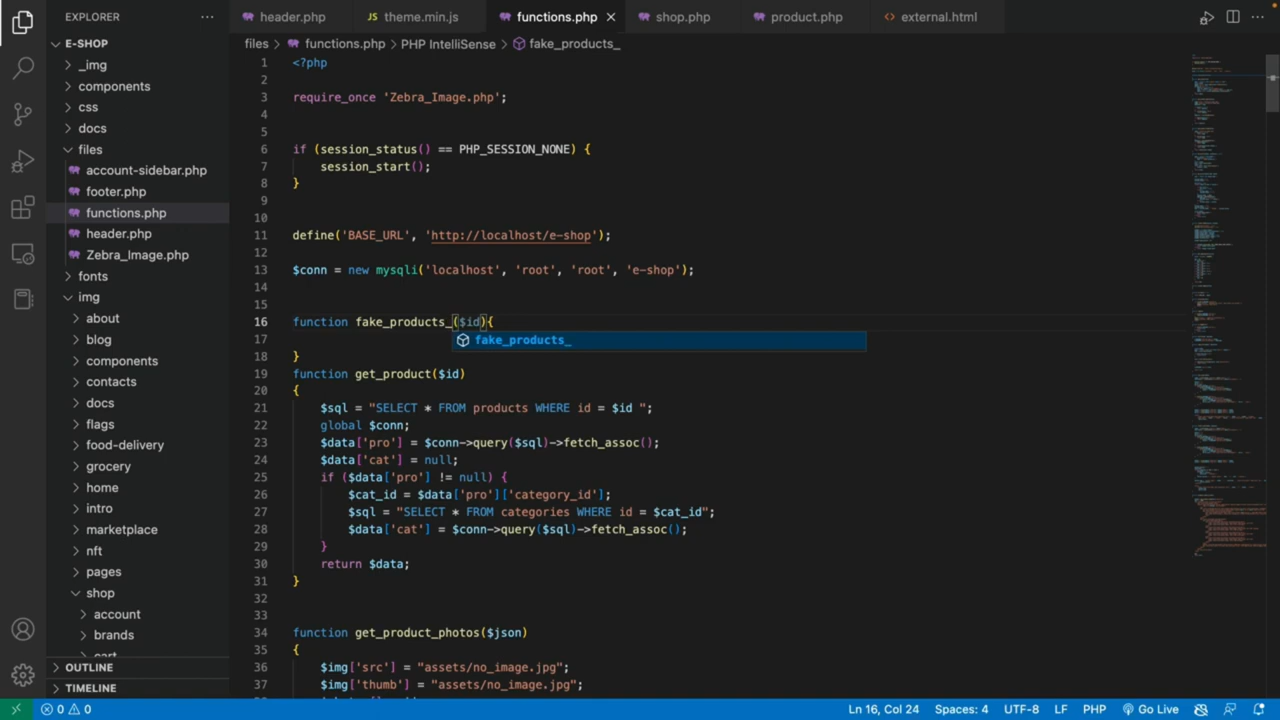 EXPLORER
header.php
theme.min.js
functions.php
shop.php
product.php
external.html
E-SHOP
_img
components
css
docs
files
account-sidebar.php
footer.php
functions.php
header.php
Zebra_Image.php
fonts
img
about
blog
components
contacts
docs
flags
food-delivery
grocery
home
intro
marketplace
nft
pages
shop
account
brands
cart
OUTLINE
TIMELINE
files > functions.php > PHP IntelliSense > fake_products_
1 <?php
2
3 require_once 'Zebra_Image.php';
4
5
6 if (session_status() == PHP_SESSION_NONE) {
7 session_start();
8 }
9
10
11 define('BASE_URL', 'http://localhost/e-shop');
12
13 $conn = new mysqli('localhost', 'root', 'root', 'e-shop');
14
15
16 function fake_products_($id){
17
fake_products_
18 }
19 function get_product($id)
20 {
21 $sql = "SELECT * FROM products WHERE id = $id ";
22 global $conn;
23 $data['pro'] = $conn->query($sql)->fetch_assoc();
24 $data['cat'] = null;
25 if ($data['pro'] != null) {
26 $cat_id = $data['pro']['category_id'];
27 $sql = "SELECT * FROM categories WHERE id = $cat_id";
28 $data['cat'] = $conn->query($sql)->fetch_assoc();
29 }
30 return $data;
31 }
32
33
34 function get_product_photos($json)
35 {
36 $img['src'] = "assets/no_image.jpg";
37 $img['thumb'] = "assets/no_image.jpg";
0 0
Ln 16, Col 24
Spaces: 4
UTF-8
LF
PHP
Go Live